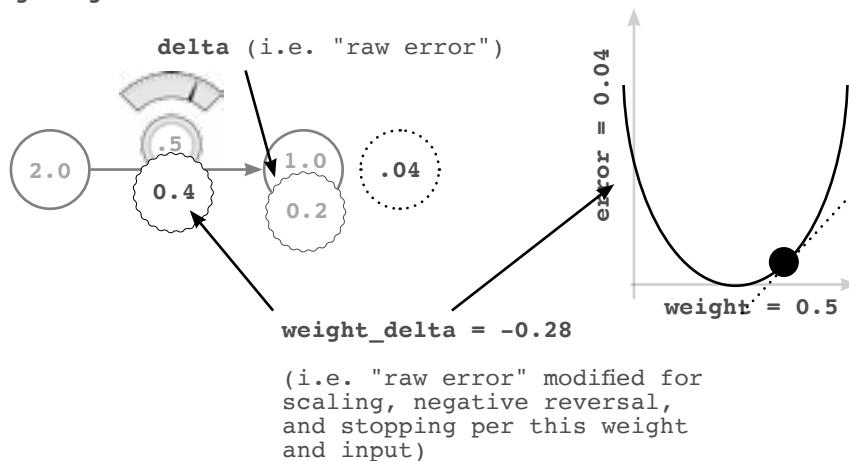 delta (i.e. "raw error")
error = 0.04
.5
2.0
1.0
.04
0.4
0.2
weight = 0.5
weight_delta = -0.28
(i.e. "raw error" modified for
scaling, negative reversal,
and stopping per this weight
and input)